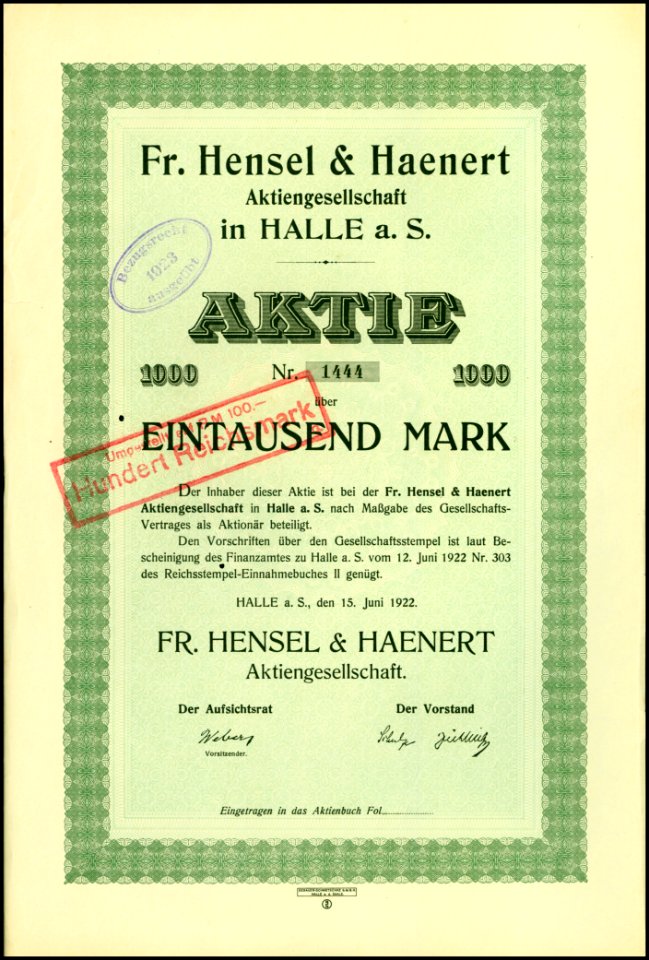 Fr. Hensel & Haenert
Aktiengesellschaft
in HALLE a. S.
Bezugsrecht
1923
ausgeübt
AKTIE
1000 Nr. 1444 1000
über
Umgestellt auf RM 100.—
Hundert Reichsmark
EINTAUSEND MARK
Der Inhaber dieser Aktie ist bei der Fr. Hensel & Haenert
Aktiengesellschaft in Halle a. S. nach Maßgabe des Gesellschafts-
Vertrages als Aktionär beteiligt.
Den Vorschriften über den Gesellschaftsstempel ist laut Be-
scheinigung des Finanzamtes zu Halle a. S. vom 12. Juni 1922 Nr. 303
des Reichsstempel-Einnahmebuches II genügt.
HALLE a. S., den 15. Juni 1922.
FR. HENSEL & HAENERT
Aktiengesellschaft.
Der Aufsichtsrat Der Vorstand
Vorsitzender.
Eingetragen in das Aktienbuch Fol.